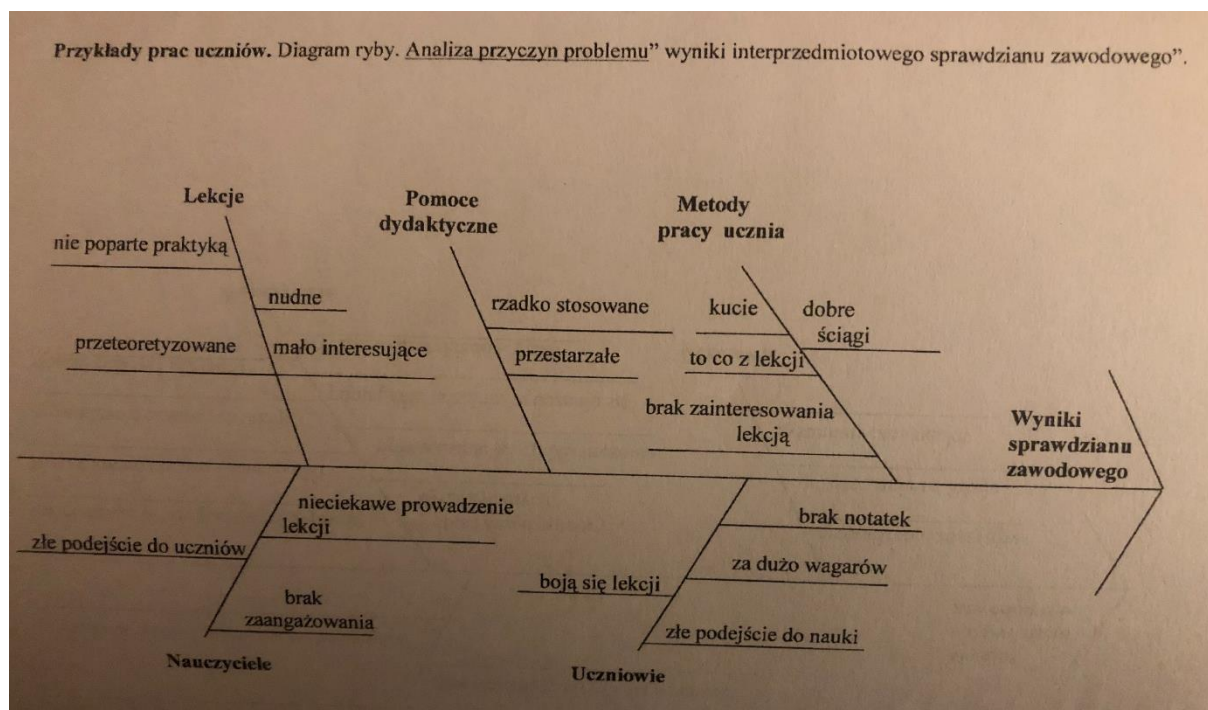 Przykłady prac uczniów. Diagram ryby. Analiza przyczyn problemu” wyniki interprzedmiotowego sprawdzianu zawodowego”.
Lekcje
nie poparte praktyką
nudne
przeteoretyzowane
mało interesujące
Pomoce
dydaktyczne
rzadko stosowane
przestarzałe
Metody
pracy ucznia
kucie
dobre
ściągi
to co z lekcji
brak zainteresowania
lekcją
Wyniki
sprawdzianu
zawodowego
nieciekawe prowadzenie
lekcji
złe podejście do uczniów
brak
zaangażowania
Nauczyciele
brak notatek
za dużo wagarów
boją się lekcji
złe podejście do nauki
Uczniowie